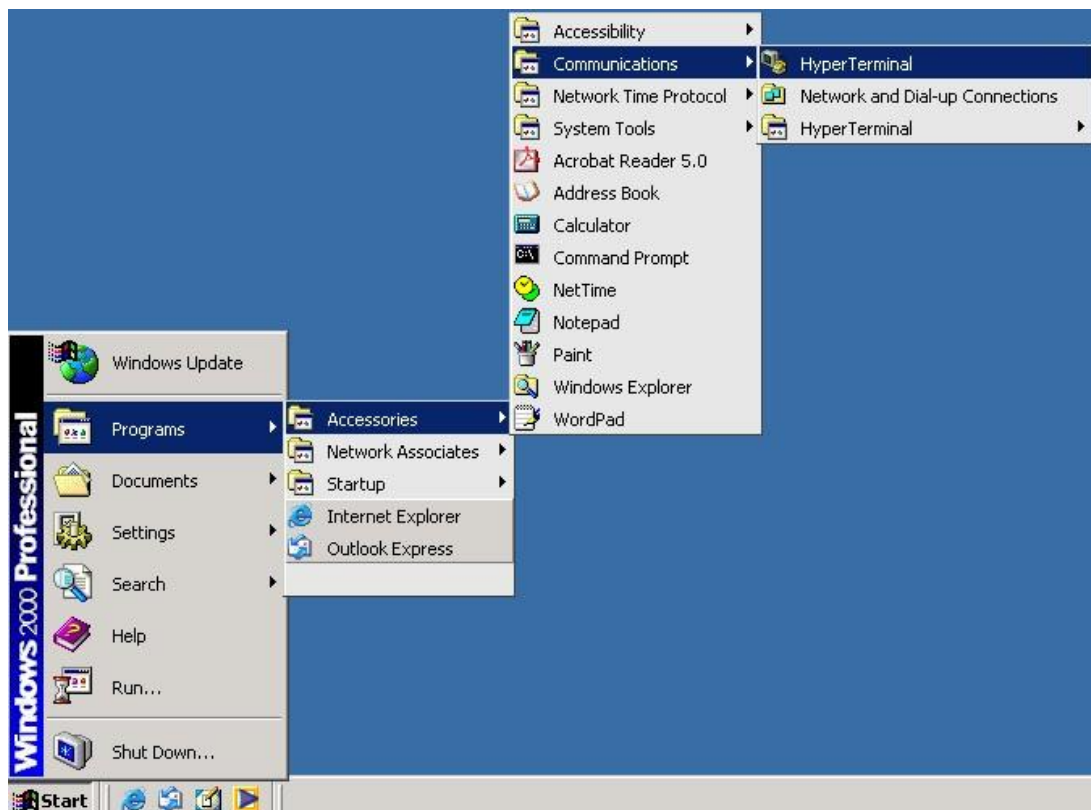 Accessibility
Communications
Network Time Protocol
System Tools
Acrobat Reader 5.0
Address Book
Calculator
Command Prompt
NetTime
Notepad
Paint
Windows Explorer
WordPad
HyperTerminal
Network and Dial-up Connections
HyperTerminal
Windows 2000 Professional
Windows Update
Programs
Documents
Settings
Search
Help
Run...
Shut Down...
Accessories
Network Associates
Startup
Internet Explorer
Outlook Express
Start